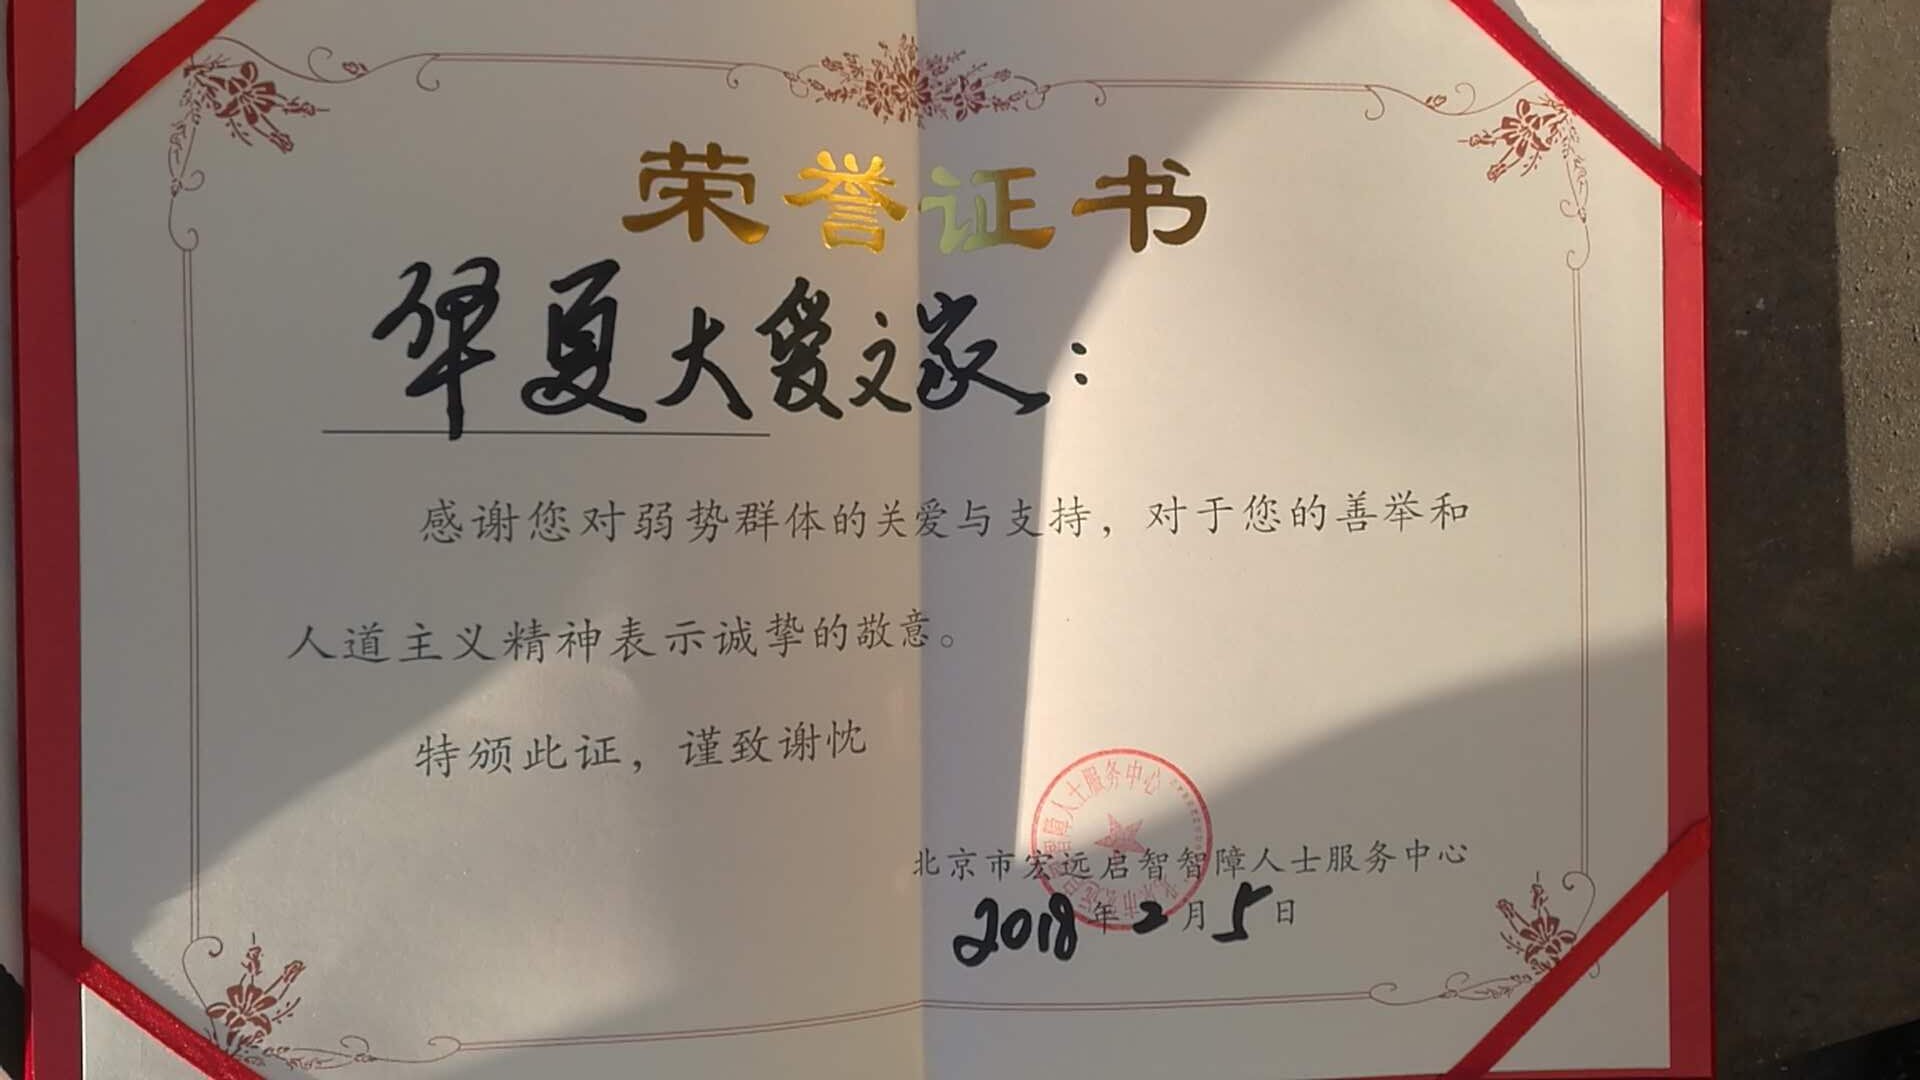 荣誉证书
华夏大爱之家：
感谢您对弱势群体的关爱与支持，对于您的善举和
人道主义精神表示诚挚的敬意。
特颁此证，谨致谢忱
北京市宏远启智智障人士服务中心
2018年2月5日